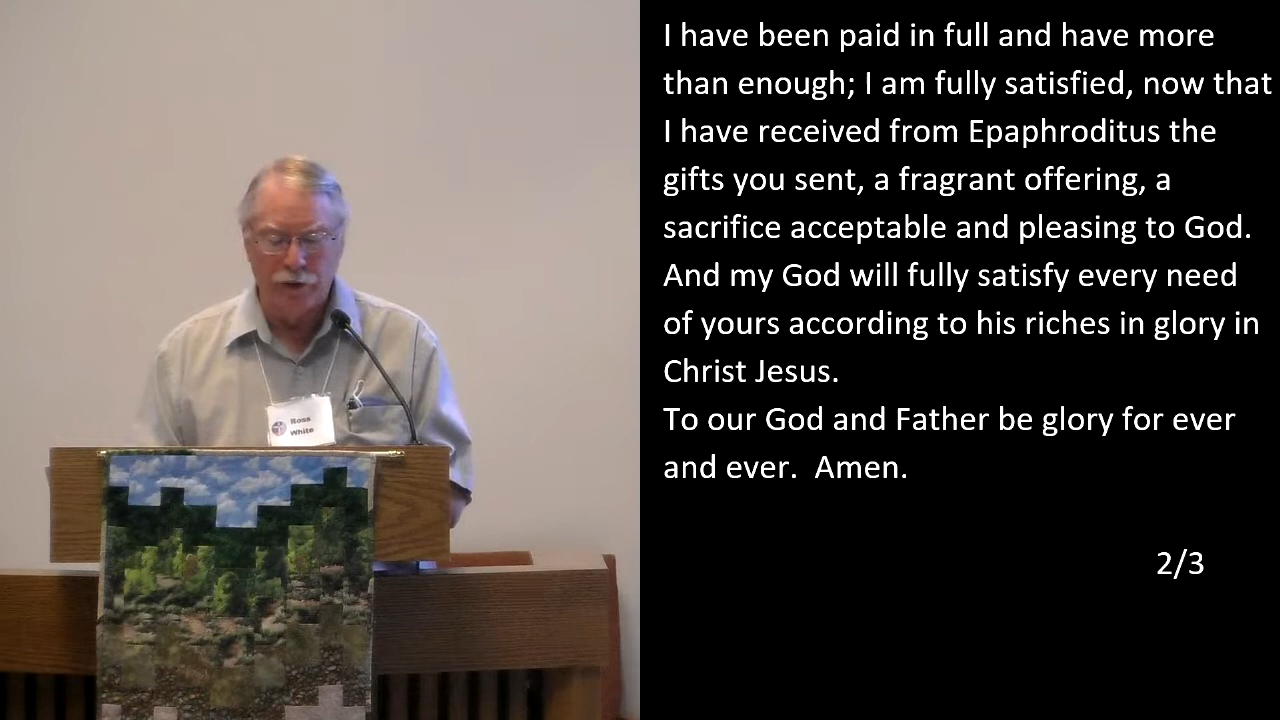 I have been paid in full and have more
than enough; I am fully satisfied, now that
I have received from Epaphroditus the
gifts you sent, a fragrant offering, a
sacrifice acceptable and pleasing to God.
And my God will fully satisfy every need
of yours according to his riches in glory in
Christ Jesus.
To our God and Father be glory for ever
and ever.  Amen.
2/3
Ross
White